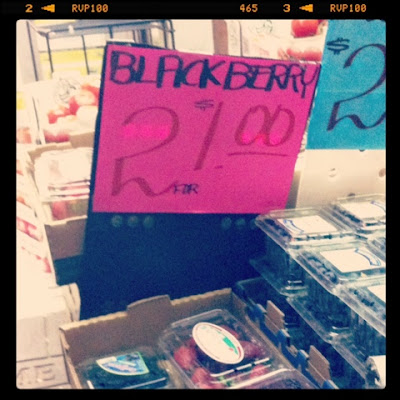 2 RVP100 465 3 RVP100
BLACKBERRY
2 FOR $1.00
$2